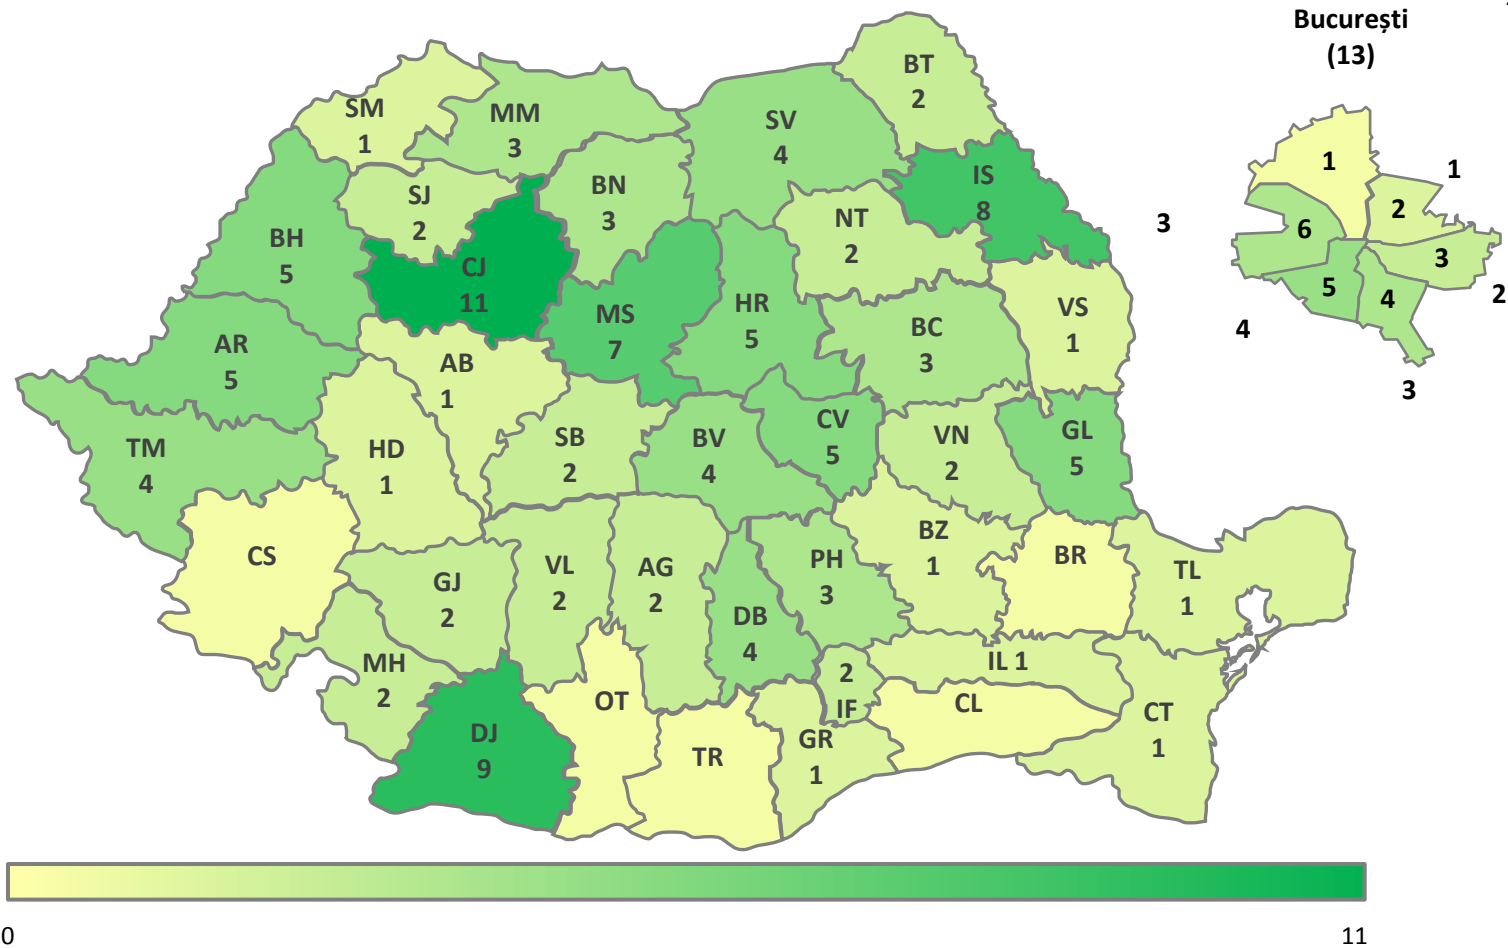 București
(13)
BT
2
SM
1
MM
3
SV
4
IS
8
SJ
2
BN
3
NT
2
BH
5
CJ
11
MS
7
HR
5
BC
3
VS
1
AR
5
AB
1
TM
4
HD
1
SB
2
BV
4
CV
5
VN
2
GL
5
CS
GJ
2
VL
2
AG
2
DB
4
PH
3
BZ
1
BR
TL
1
MH
2
DJ
9
OT
TR
GR
1
2
IF
IL 1
CL
CT
1
1
1
2
3
6
3
5
4
2
4
3
0
11